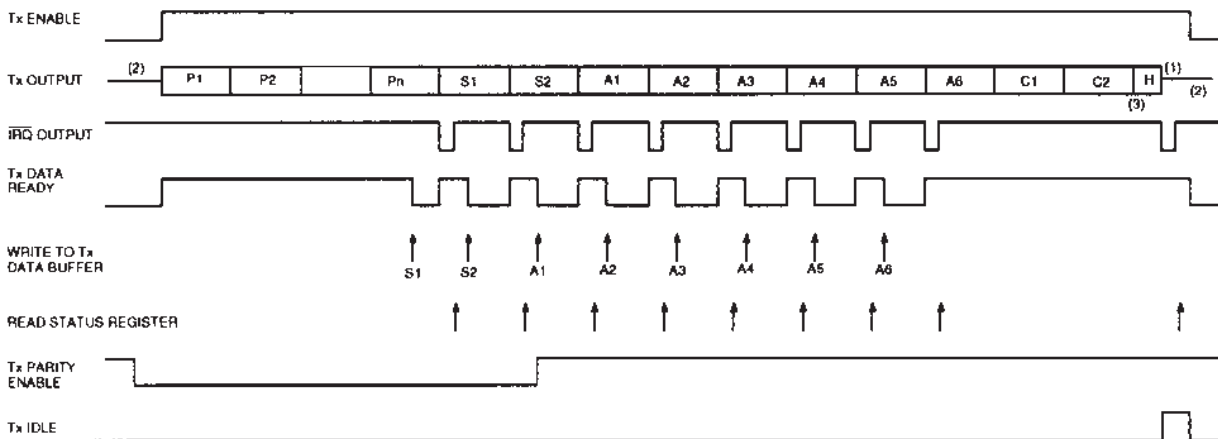 Tx ENABLE
(2)
Tx OUTPUT P1 P2 Pn S1 S2 A1 A2 A3 A4 A5 A6 C1 C2 H (1)
(3) (2)
IRQ OUTPUT
Tx DATA
READY
WRITE TO Tx
DATA BUFFER
S1 S2 A1 A2 A3 A4 A5 A6
READ STATUS REGISTER
Tx PARITY
ENABLE
Tx IDLE